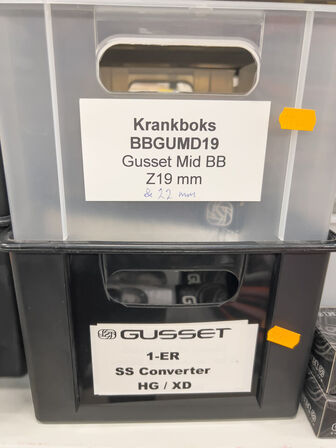 Krankboks
BBGUMD19
Gusset Mid BB
Z19 mm
& 22 mm
GUSSET
1-ER
SS Converter
HG / XD